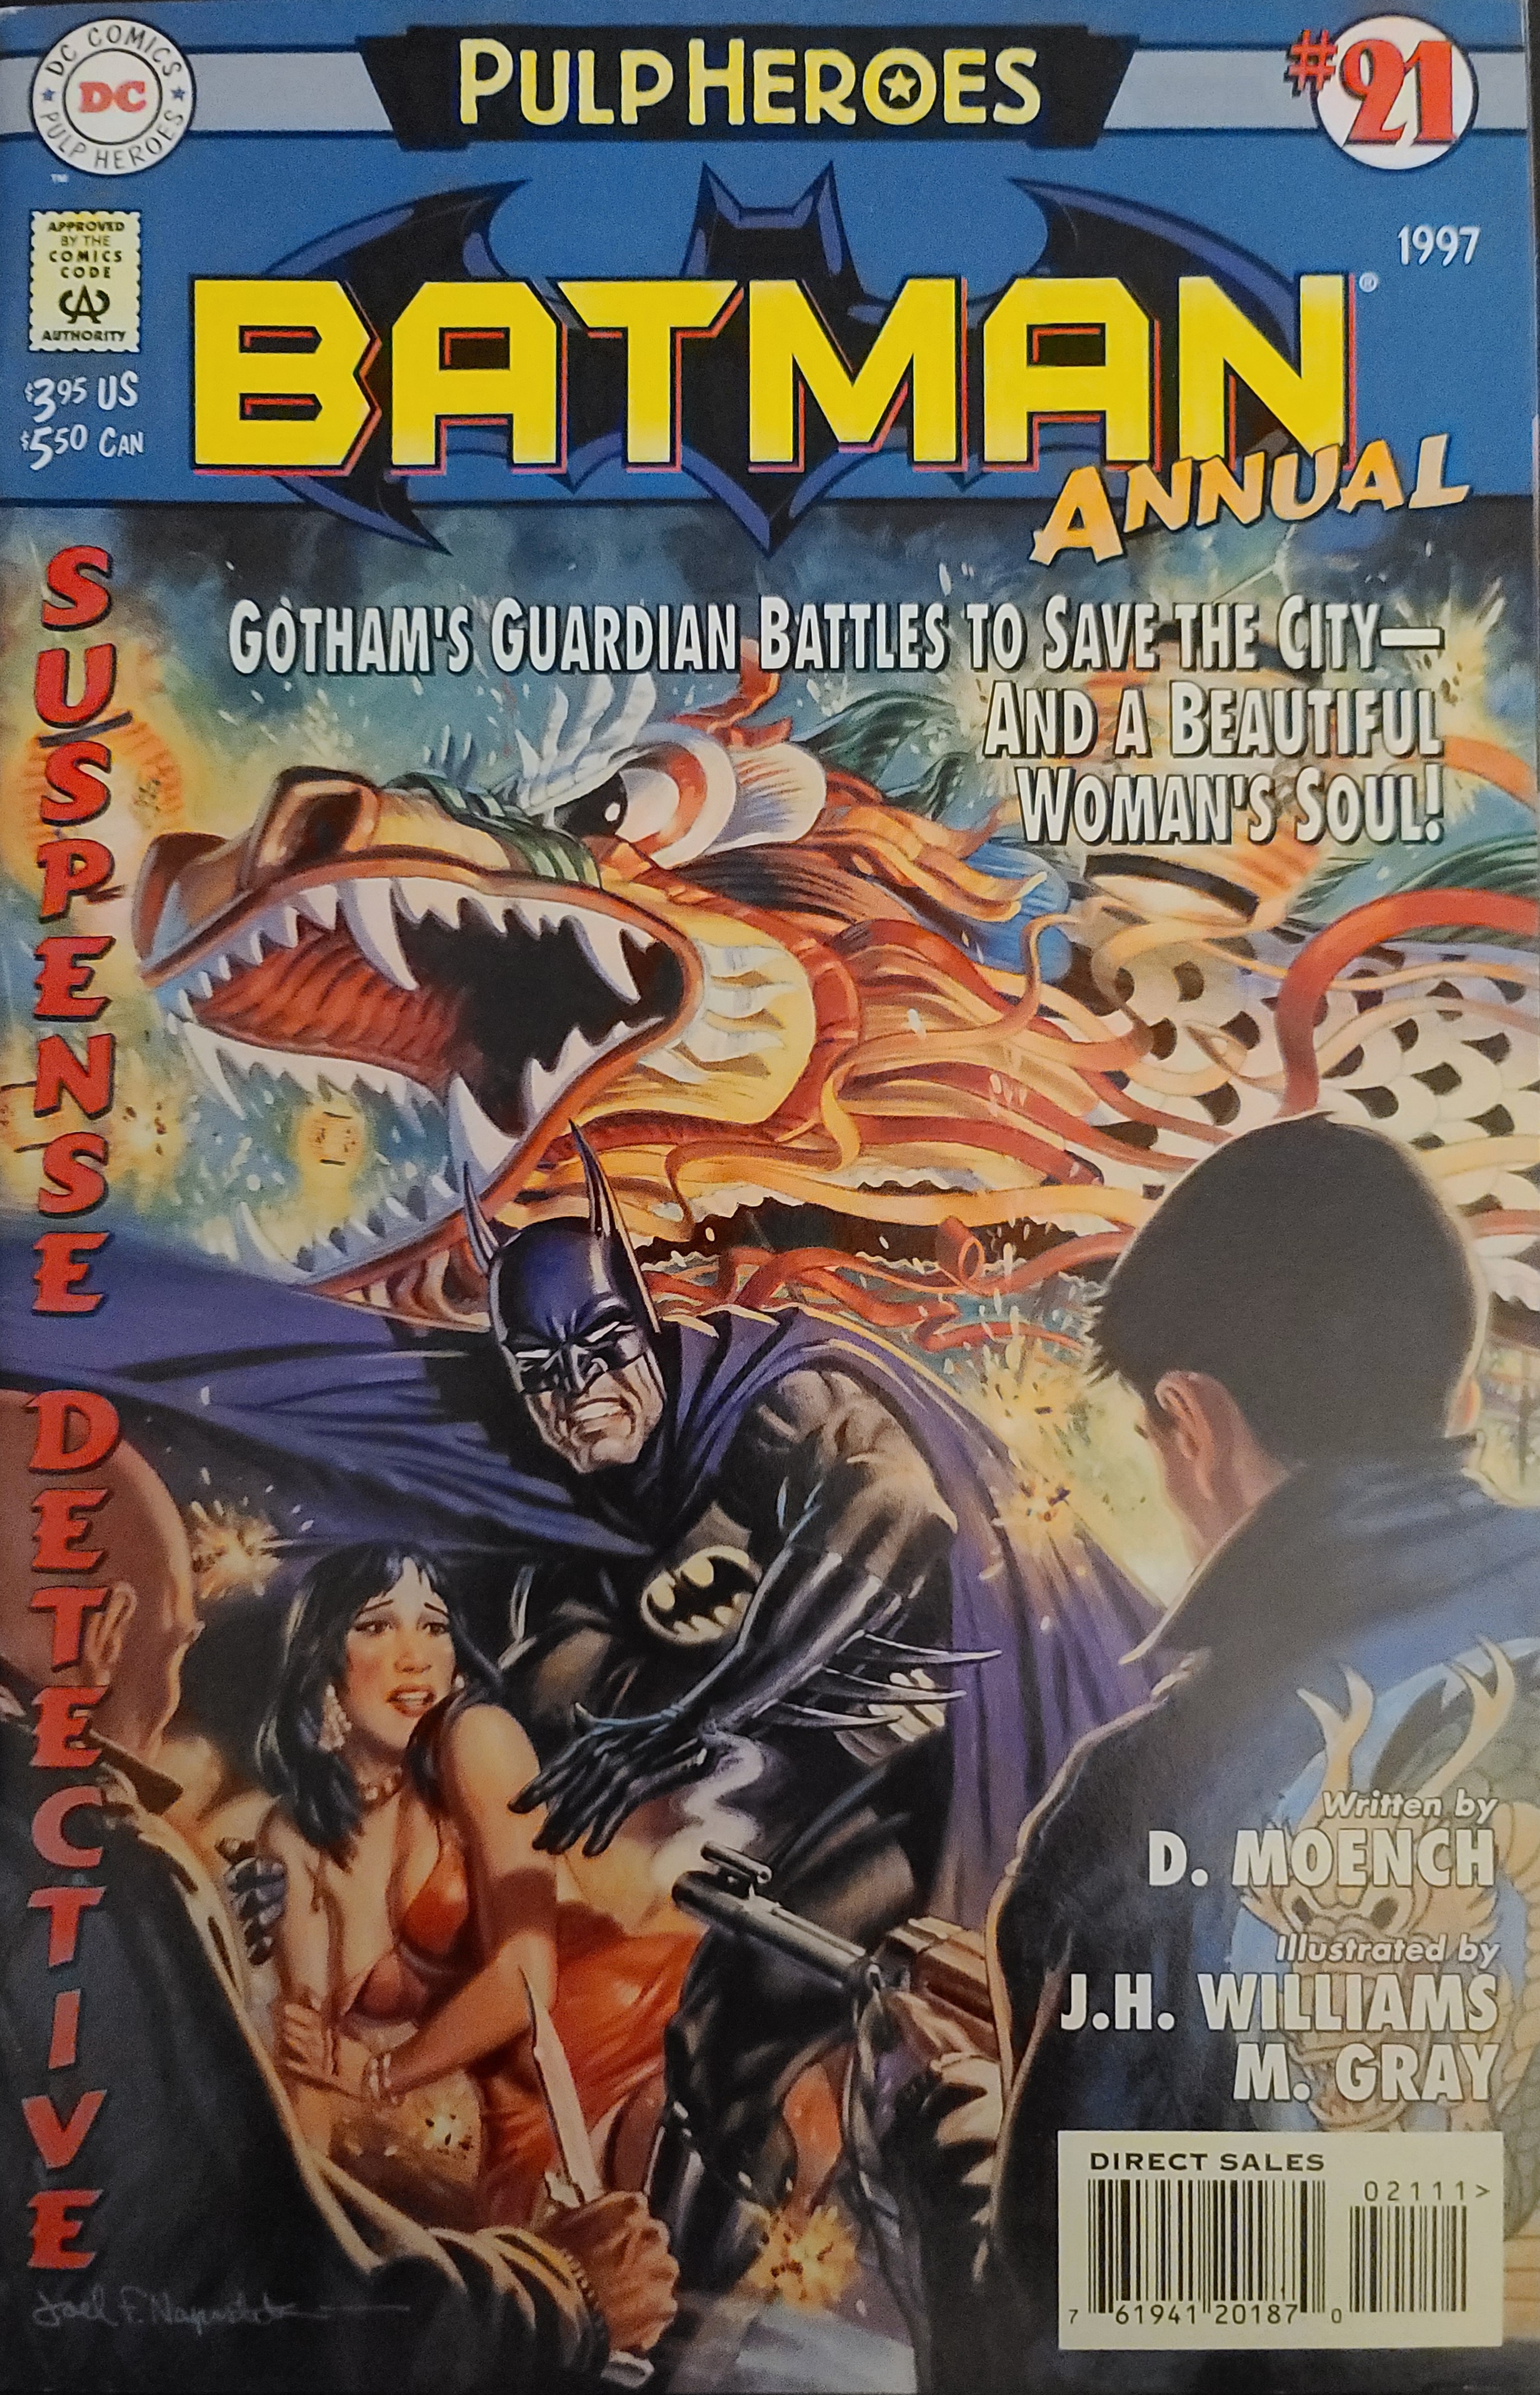 DC COMICS
DC
PULP HEROES
™
PULP HEROES
#21
APPROVED
BY THE
COMICS
CODE
CA
AUTHORITY
1997
$3.95 US
$5.50 CAN
BATMAN®
ANNUAL
GOTHAM'S GUARDIAN BATTLES TO SAVE THE CITY—
AND A BEAUTIFUL
WOMAN'S SOUL!
SUSPENSE DETECTIVE
Written by
D. MOENCH
Illustrated by
J.H. WILLIAMS
M. GRAY
DIRECT SALES
02111>
7 61941 20187 0